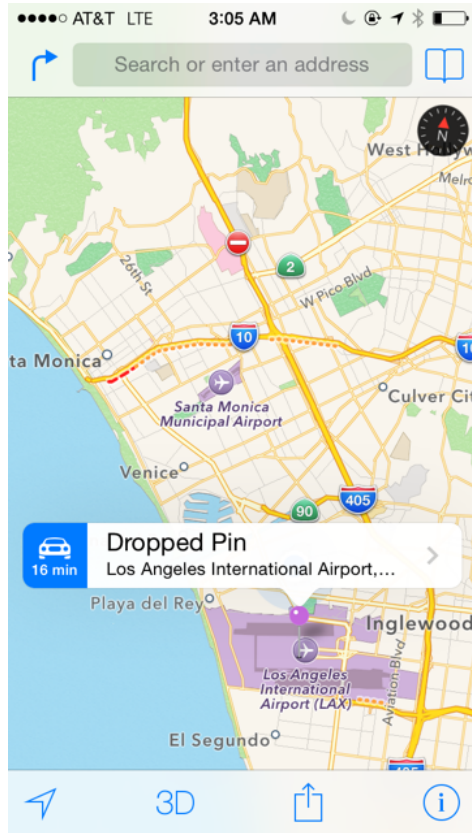 AT&T LTE 3:05 AM
Search or enter an address
N
West Hollyw
Melro
26th St
2
W Pico Blvd
10
10
ta Monica
Santa Monica
Municipal Airport
Culver Cit
Venice
90
405
16 min
Dropped Pin
Los Angeles International Airport,...
Playa del Rey
Inglewood
Aviation Blvd
Los Angeles
International
Airport (LAX)
El Segundo
405
3D
i